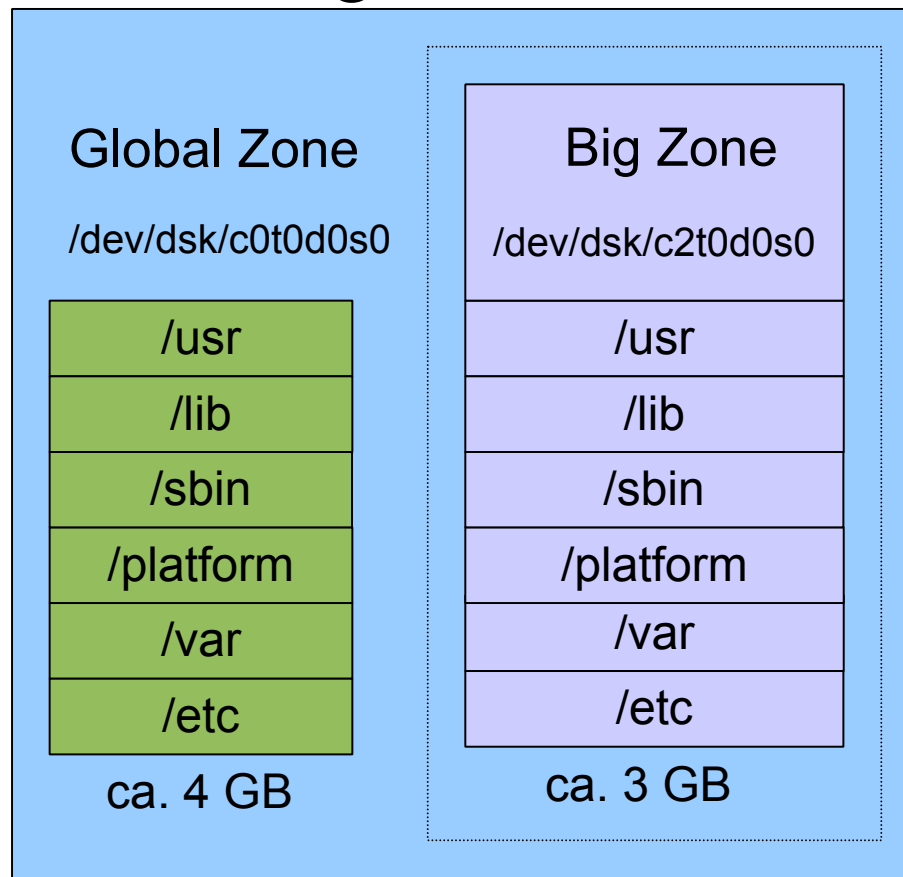 Global Zone
/dev/dsk/c0t0d0s0
/usr
/lib
/sbin
/platform
/var
/etc
ca. 4 GB
Big Zone
/dev/dsk/c2t0d0s0
/usr
/lib
/sbin
/platform
/var
/etc
ca. 3 GB